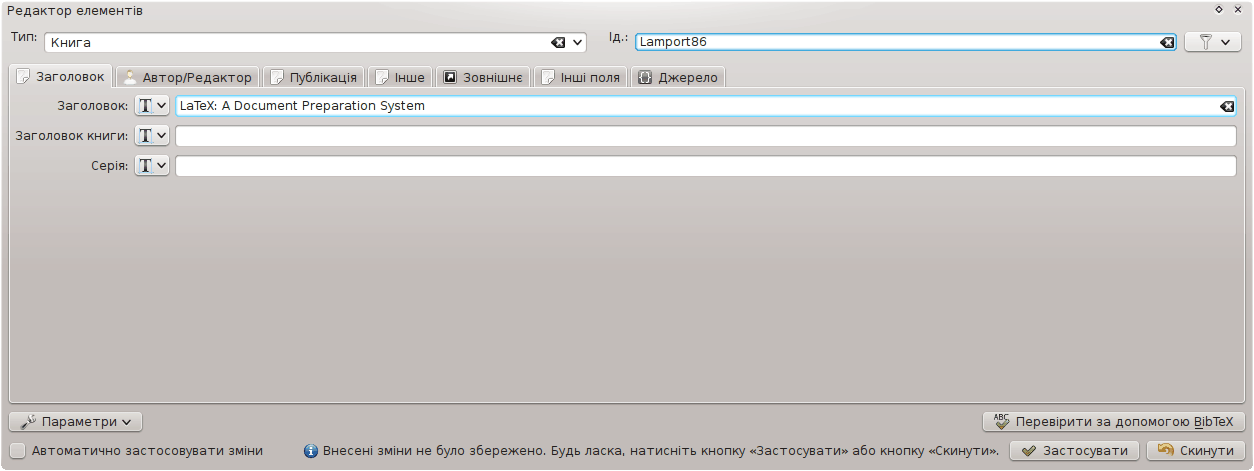 Редактор елементів
Тип: Книга Ід.: Lamport86
Заголовок Автор/Редактор Публікація Інше Зовнішнє Інші поля Джерело
Заголовок: T LaTeX: A Document Preparation System
Заголовок книги: T
Серія: T
Параметри ABC Перевірити за допомогою BibTeX
Автоматично застосовувати зміни Внесені зміни не було збережено. Будь ласка, натисніть кнопку «Застосувати» або кнопку «Скинути». Застосувати Скинути